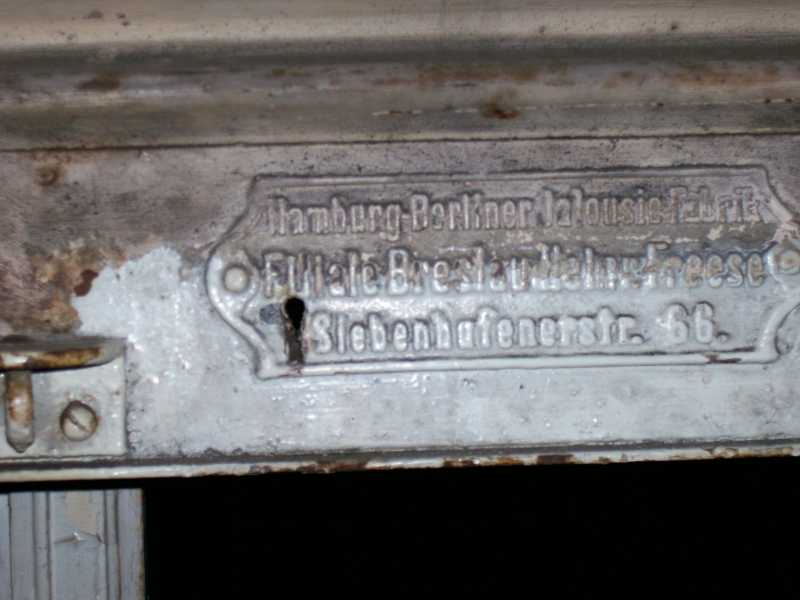 Hamburg-Berliner Jalousie-Fabrik
Filiale Breslau Heinr. Freese
Siebenhufenerstr. 66.